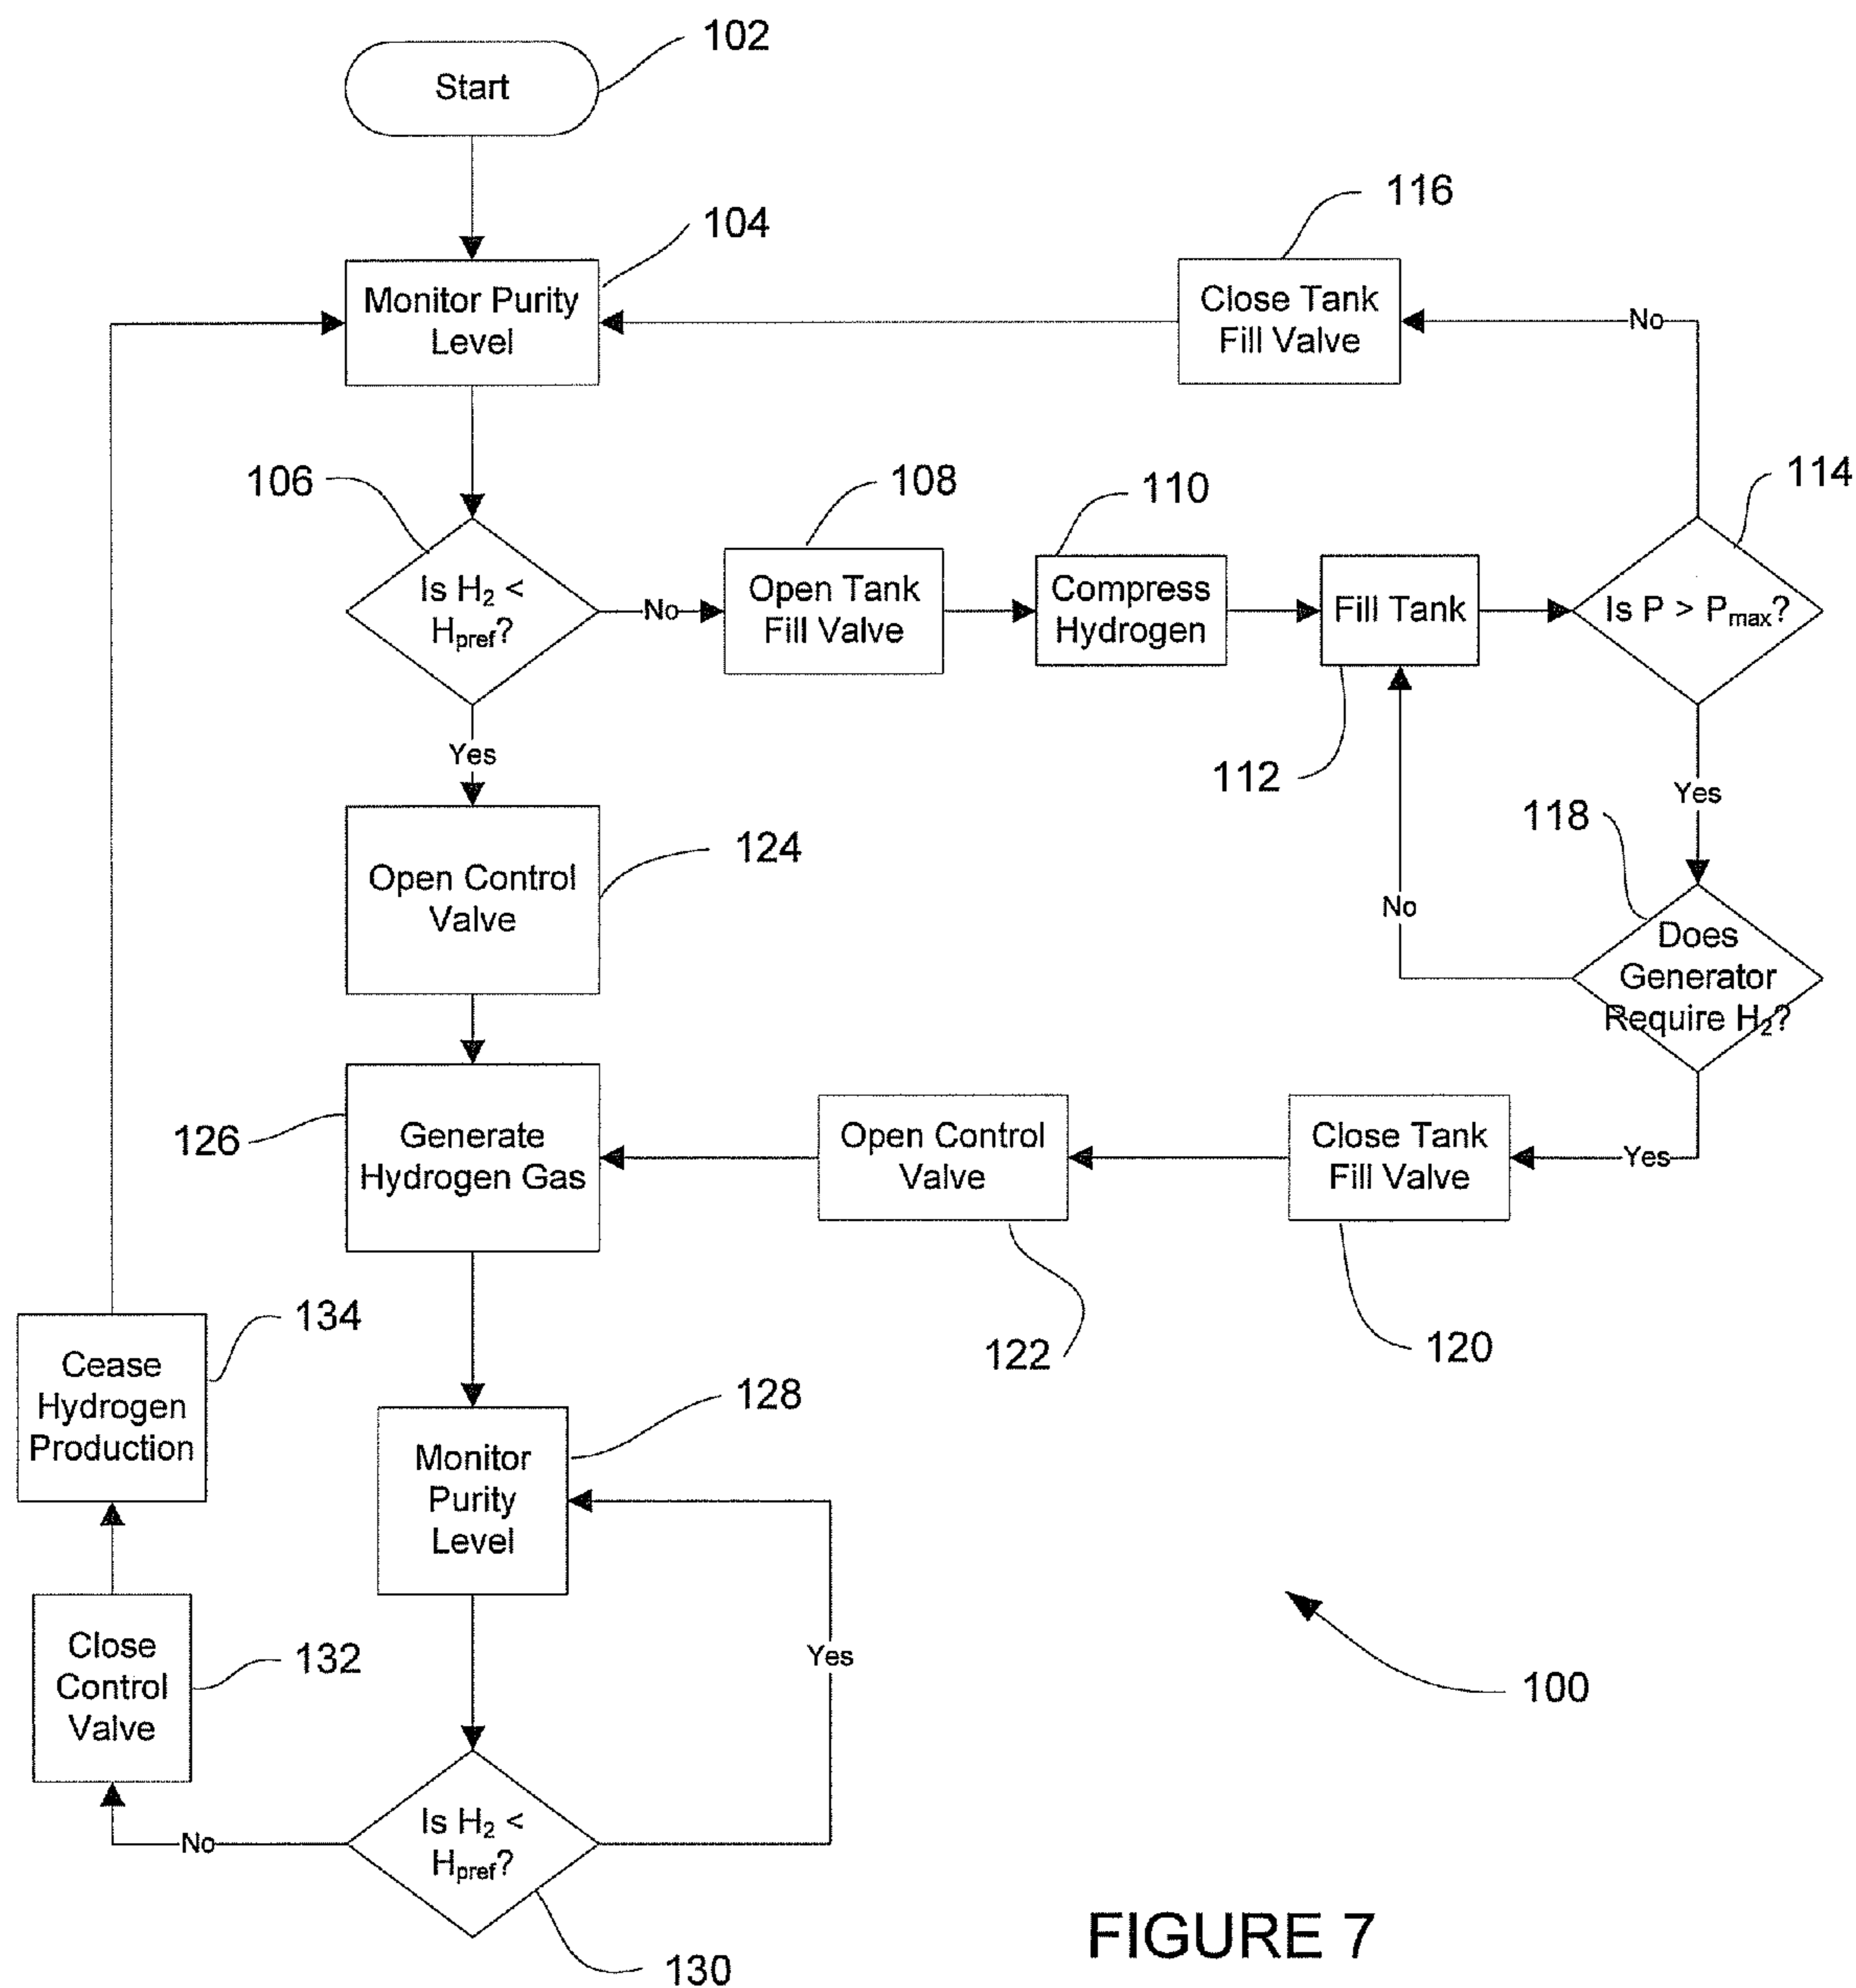 102
Start
104
Monitor Purity
Level
116
Close Tank
Fill Valve
No
106
Is H₂ <
Hpref?
No
108
Open Tank
Fill Valve
110
Compress
Hydrogen
Fill Tank
112
114
Is P > Pmax?
Yes
Yes
124
Open Control
Valve
118
Does
Generator
Require H₂?
No
Yes
126
Generate
Hydrogen Gas
Open Control
Valve
122
Close Tank
Fill Valve
120
134
Cease
Hydrogen
Production
128
Monitor
Purity
Level
132
Close
Control
Valve
Yes
100
No
Is H₂ <
Hpref?
130
FIGURE 7